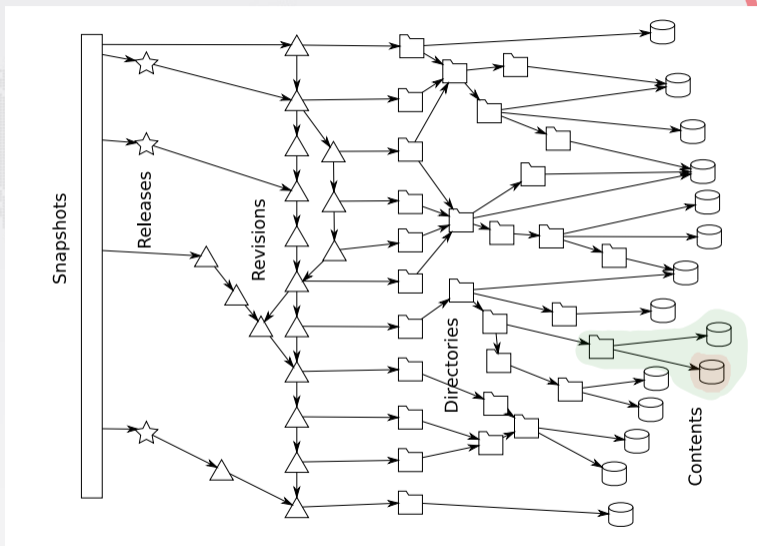 Snapshots
Releases
Revisions
Directories
Contents